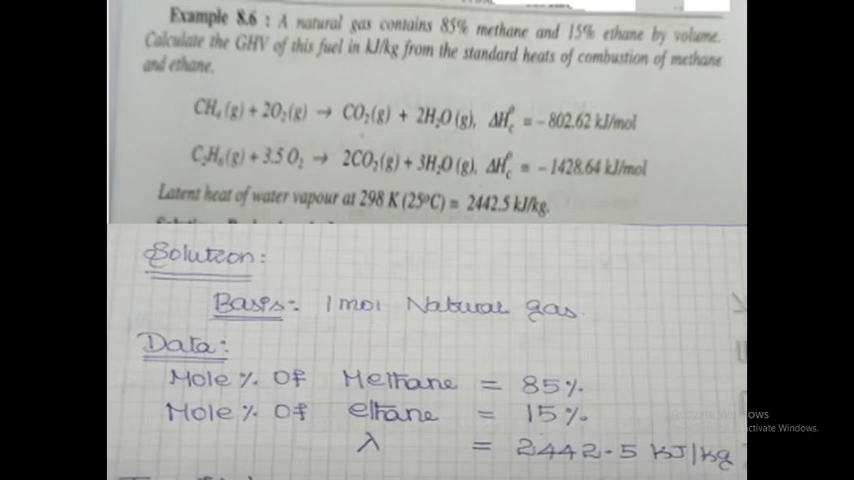 Example 8.6 : A natural gas contains 85% methane and 15% ethane by volume.
Calculate the GHV of this fuel in kJ/kg from the standard heats of combustion of methane
and ethane.
CH₄(g) + 2O₂(g) → CO₂(g) + 2H₂O(g), ΔH°c = – 802.62 kJ/mol
C₂H₆(g) + 3.5 O₂ → 2CO₂(g) + 3H₂O(g), ΔH°c = – 1428.64 kJ/mol
Latent heat of water vapour at 298 K (25°C) = 2442.5 kJ/kg.
Solution:
Basis:- 1 mol Natural gas.
Data:
Mole % Of Methane = 85%
Mole % Of ethane = 15%
λ = 2442.5 KJ/kg